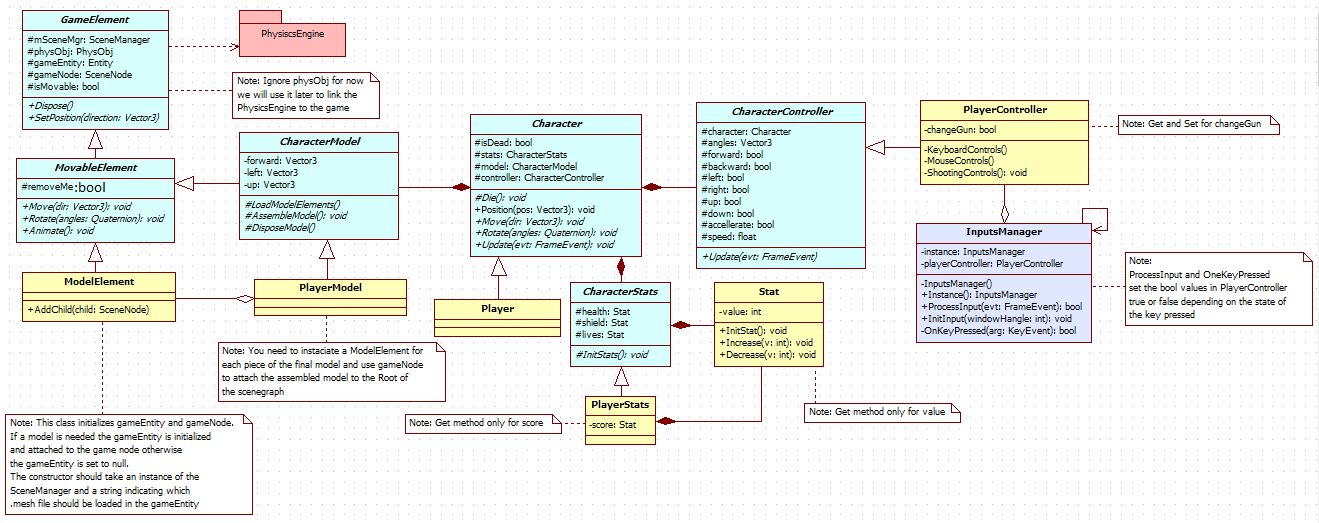 GameElement
#mSceneMgr: SceneManager
#physObj: PhysObj
#gameEntity: Entity
#gameNode: SceneNode
#isMovable: bool
+Dispose()
+SetPosition(direction: Vector3)
PhysiscsEngine
Note: Ignore physObj for now
we will use it later to link the
PhysicsEngine to the game
MovableElement
#removeMe:bool
+Move(dir: Vector3): void
+Rotate(angles: Quaternion): void
+Animate(): void
CharacterModel
-forward: Vector3
-left: Vector3
-up: Vector3
#LoadModelElements()
#AssembleModel(): void
#DisposeModel()
Character
#isDead: bool
#stats: CharacterStats
#model: CharacterModel
#controller: CharacterController
#Die(): void
+Position(pos: Vector3): void
+Move(dir: Vector3): void
+Rotate(angles: Quaternion): void
+Update(evt: FrameEvent): void
CharacterController
#character: Character
#angles: Vector3
#forward: bool
#backward: bool
#left: bool
#right: bool
#up: bool
#down: bool
#accellerate: bool
#speed: float
+Update(evt: FrameEvent)
PlayerController
-changeGun: bool
-KeyboardControls()
-MouseControls()
-ShootingControls(): void
Note: Get and Set for changeGun
InputsManager
-instance: InputsManager
-playerController: PlayerController
-InputsManager()
+Instance(): InputsManager
+ProcessInput(evt: FrameEvent): bool
+InitInput(windowHangle: int): void
-OnKeyPressed(arg: KeyEvent): bool
Note:
ProcessInput and OneKeyPressed
set the bool values in PlayerController
true or false depending on the state of
the key pressed
ModelElement
+AddChild(child: SceneNode)
PlayerModel
Note: You need to instaciate a ModelElement for
each piece of the final model and use gameNode
to attach the assembled model to the Root of
the scenegraph
Player
CharacterStats
#health: Stat
#shield: Stat
#lives: Stat
#InitStats(): void
Stat
-value: int
+InitStat(): void
+Increase(v: int): void
+Decrease(v: int): void
Note: Get method only for value
PlayerStats
-score: Stat
Note: Get method only for score
Note: This class initializes gameEntity and gameNode.
If a model is needed the gameEntity is initialized
and attached to the game node otherwise
the gameEntity is set to null.
The constructor should take an instance of the
SceneManager and a string indicating which
.mesh file should be loaded in the gameEntity